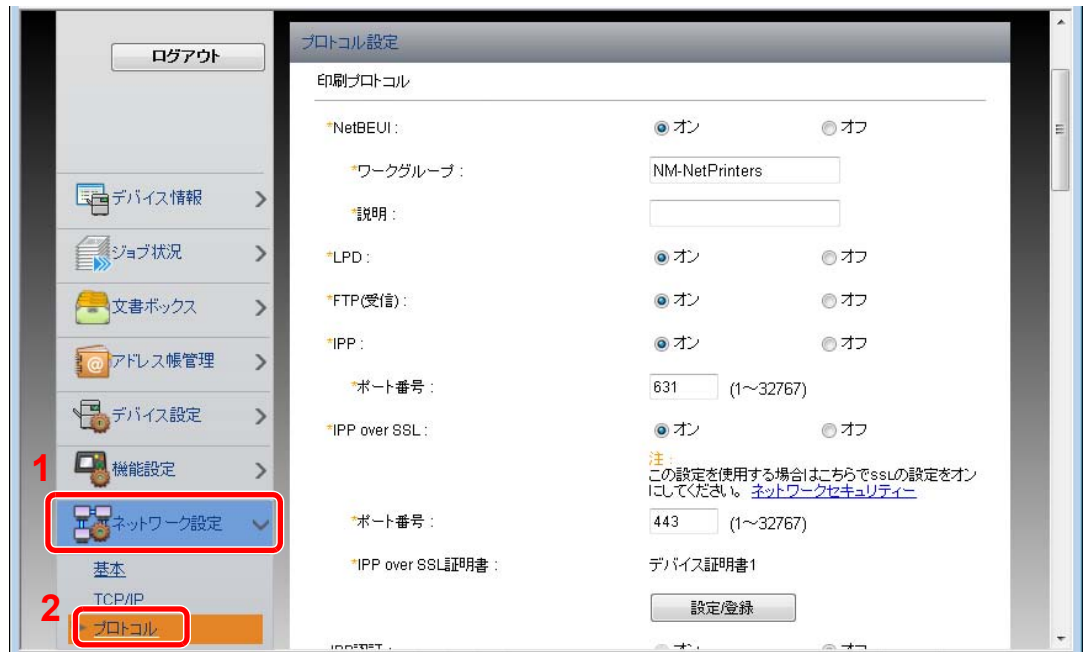 ログアウト
デバイス情報
ジョブ状況
文書ボックス
アドレス帳管理
デバイス設定
1
機能設定
ネットワーク設定
基本
TCP/IP
2
プロトコル
プロトコル設定
印刷プロトコル
*NetBEUI : オン オフ
*ワークグループ : NM-NetPrinters
*説明 :
*LPD : オン オフ
*FTP(受信) : オン オフ
*IPP : オン オフ
*ポート番号 : 631 (1～32767)
*IPP over SSL : オン オフ
注 :
この設定を使用する場合はこちらでSSLの設定をオン
にしてください。 ネットワークセキュリティー
*ポート番号 : 443 (1～32767)
*IPP over SSL証明書 : デバイス証明書1
設定/登録